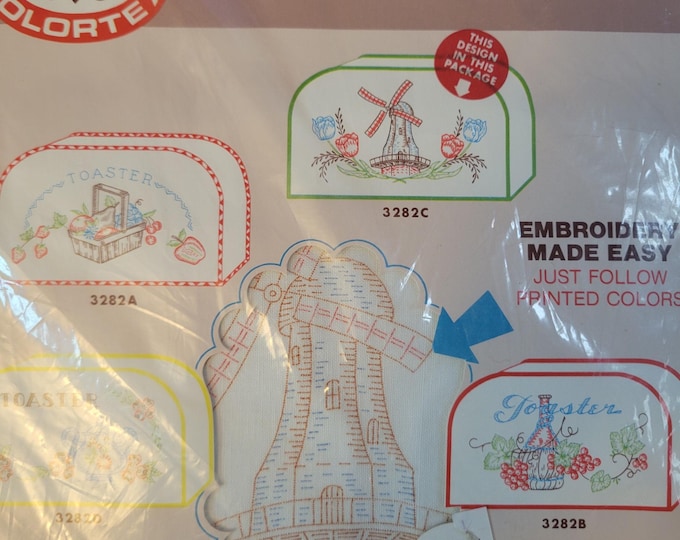 COLORTEX
THIS
DESIGN
IN THIS
PACKAGE
3282C
TOASTER
3282A
EMBROIDERY
MADE EASY
JUST FOLLOW
PRINTED COLORS
TOASTER
3282D
Toaster
3282B